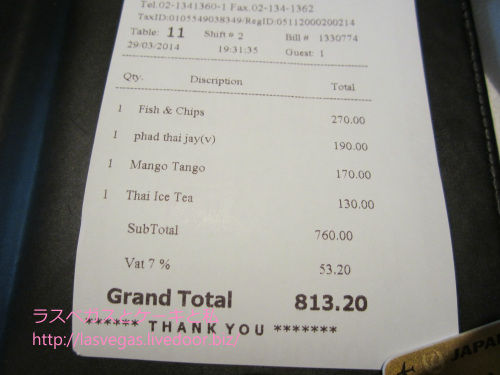 Tel.02-1341360-1 Fax.02-134-1362
TaxID:0105549038349/RegID:05112000200214
Table: 11 Shift # 2 Bill # 1330774
29/03/2014 19:31:35 Guest: 1
Qty. Discription Total
1 Fish & Chips 270.00
1 phad thai jay(v) 190.00
1 Mango Tango 170.00
1 Thai Ice Tea 130.00
SubTotal 760.00
Vat 7 % 53.20
Grand Total 813.20
****** THANK YOU *******
ラスベガスとケーキと私
http://lasvegas.livedoor.biz/
JAPAN